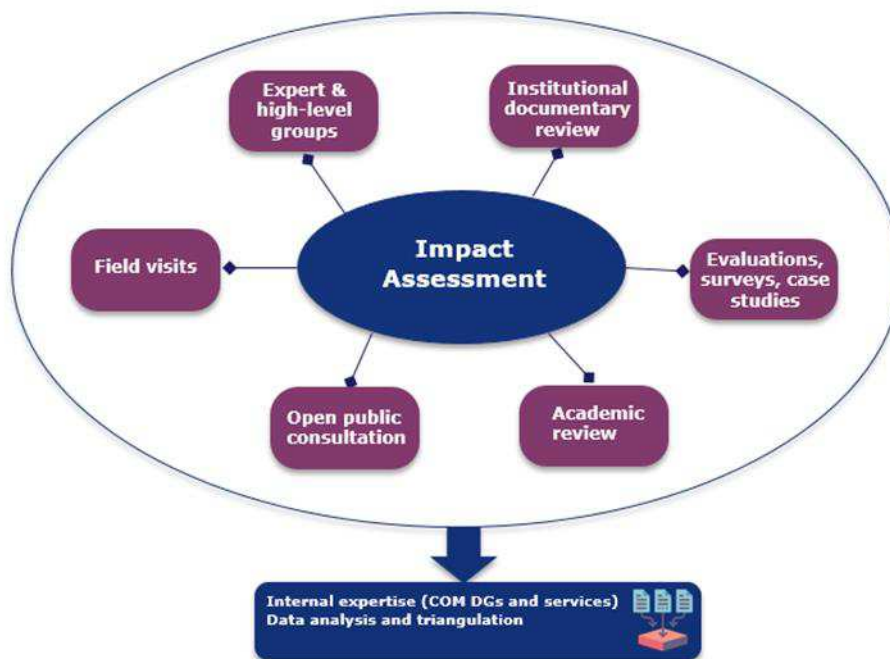 Expert &
high-level
groups
Institutional
documentary
review
Impact
Assessment
Field visits
Evaluations,
surveys, case
studies
Open public
consultation
Academic
review
Internal expertise (COM DGs and services)
Data analysis and triangulation